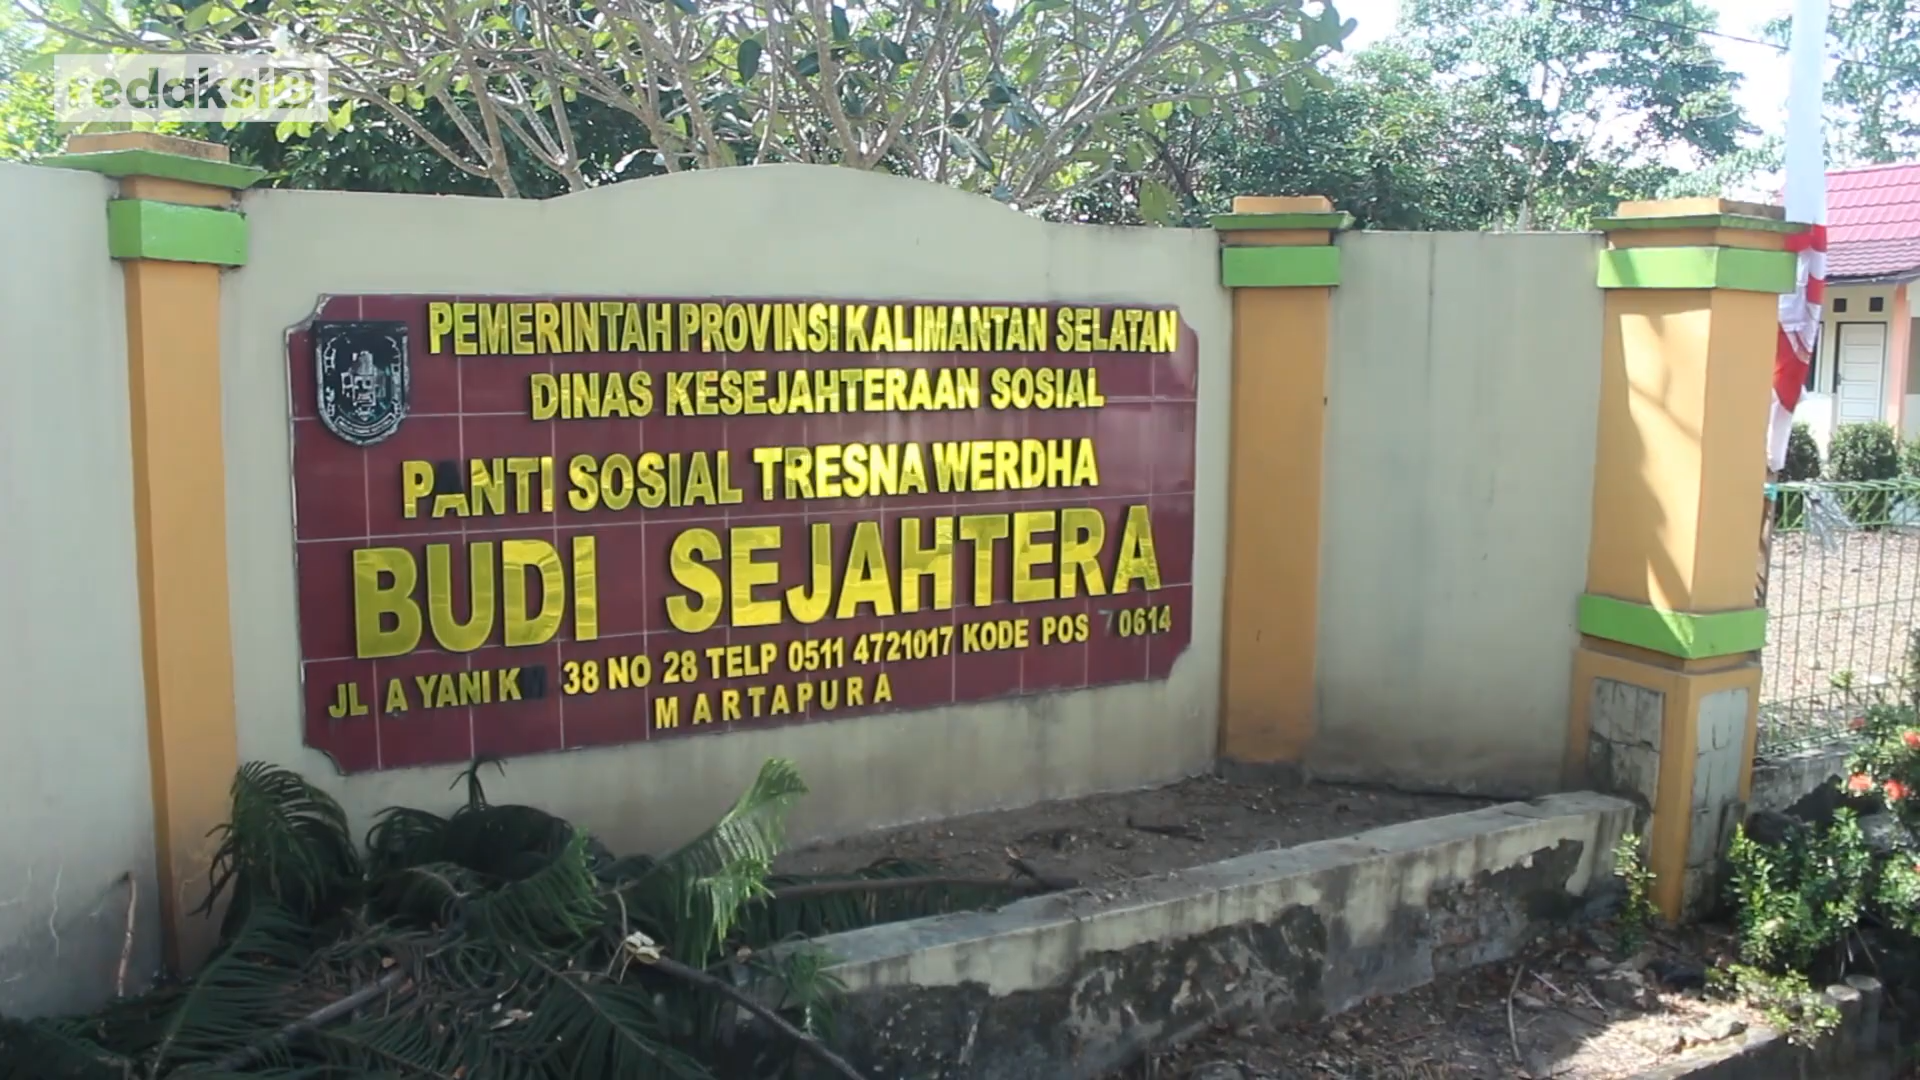 redaksi8
PEMERINTAH PROVINSI KALIMANTAN SELATAN
DINAS KESEJAHTERAAN SOSIAL
PANTI SOSIAL TRESNA WERDHA
BUDI SEJAHTERA
JL A YANI KM 38 NO 28 TELP 0511 4721017 KODE POS 70614
MARTAPURA